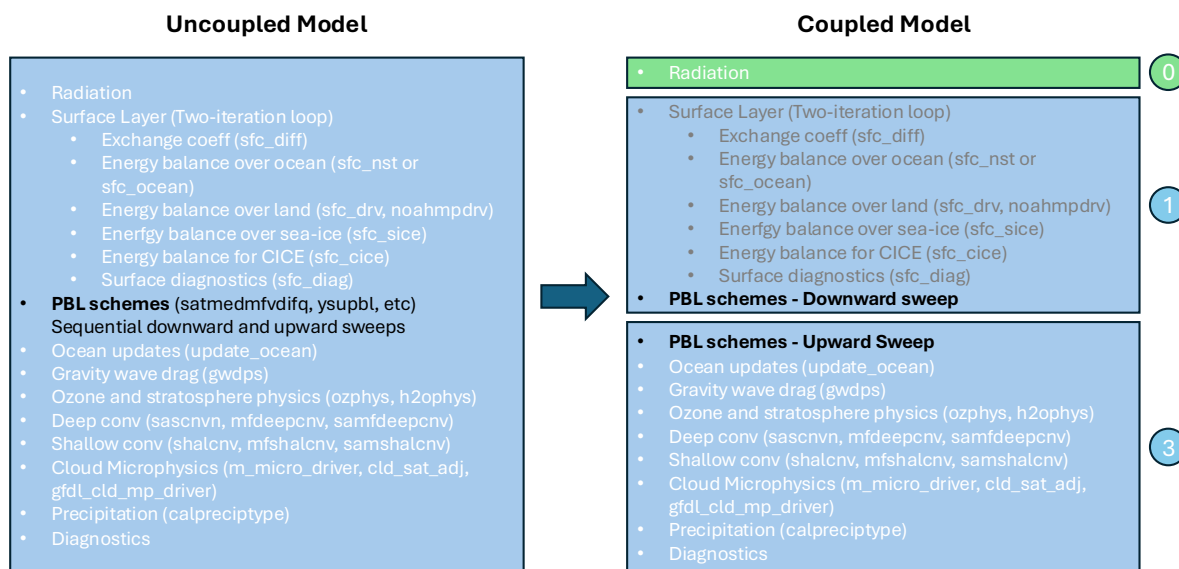 Uncoupled Model
• Radiation
• Surface Layer (Two-iteration loop)
• Exchange coeff (sfc_diff)
• Energy balance over ocean (sfc_nst or
sfc_ocean)
• Energy balance over land (sfc_drv, noahmpdrv)
• Enerfgy balance over sea-ice (sfc_sice)
• Energy balance for CICE (sfc_cice)
• Surface diagnostics (sfc_diag)
• PBL schemes (satmedmfvdifq, ysupbl, etc)
Sequential downward and upward sweeps
• Ocean updates (update_ocean)
• Gravity wave drag (gwdps)
• Ozone and stratosphere physics (ozphys, h2ophys)
• Deep conv (sascnvn, mfdeepcnv, samfdeepcnv)
• Shallow conv (shalcnv, mfshalcnv, samshalcnv)
• Cloud Microphysics (m_micro_driver, cld_sat_adj,
gfdl_cld_mp_driver)
• Precipitation (calpreciptype)
• Diagnostics
Coupled Model
• Radiation
0
• Surface Layer (Two-iteration loop)
• Exchange coeff (sfc_diff)
• Energy balance over ocean (sfc_nst or
sfc_ocean)
• Energy balance over land (sfc_drv, noahmpdrv)
• Enerfgy balance over sea-ice (sfc_sice)
• Energy balance for CICE (sfc_cice)
• Surface diagnostics (sfc_diag)
• PBL schemes - Downward sweep
1
• PBL schemes - Upward Sweep
• Ocean updates (update_ocean)
• Gravity wave drag (gwdps)
• Ozone and stratosphere physics (ozphys, h2ophys)
• Deep conv (sascnvn, mfdeepcnv, samfdeepcnv)
• Shallow conv (shalcnv, mfshalcnv, samshalcnv)
• Cloud Microphysics (m_micro_driver, cld_sat_adj,
gfdl_cld_mp_driver)
• Precipitation (calpreciptype)
• Diagnostics
3